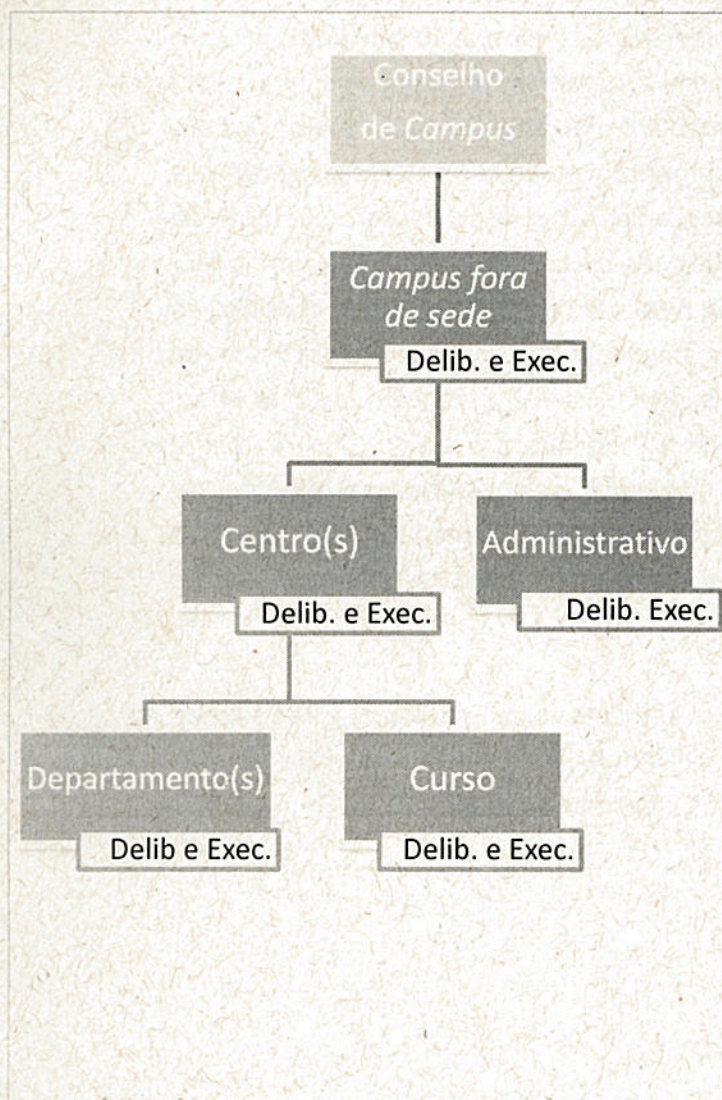 Conselho
de Campus
Campus fora
de sede
Delib. e Exec.
Centro(s)
Delib. e Exec.
Administrativo
Delib. Exec.
Departamento(s)
Delib e Exec.
Curso
Delib. e Exec.